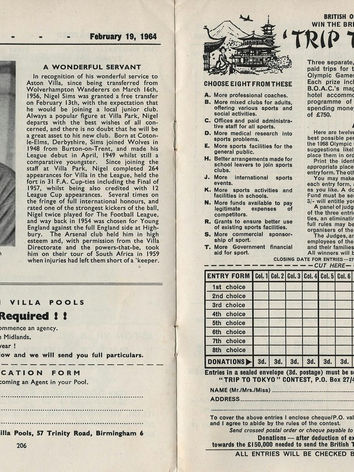 - - - - February 19, 1964
A WONDERFUL SERVANT
In recognition of his wonderful service to
Aston Villa, since being transferred from
Wolverhampton Wanderers on March 16th,
1956, Nigel Sims was granted a free transfer
on February 13th, with the expectation that
he would be joining a local junior club.
Always a popular figure at Villa Park, Nigel
departs with the best wishes of all con-
cerned, and there is no doubt that he will be
a great asset to his new club. Born at Coton-
le-Elms, Derbyshire, Sims joined Wolves in
1948 from Burton-on-Trent, and made his
League debut in April, 1949 whilst still a
comparative youngster. Since joining the
staff at Villa Park, Nigel completed 264
appearances for Villa in the League, held the
fort in 31 F.A. Cup-ties including the Final of
1957, whilst being also credited with 12
League Cup appearances. Several times on
the fringe of full international honours, and
rated one of the strongest kickers of the ball,
Nigel twice played for The Football League,
and way back in 1954 was chosen for Young
England against the full England side at High-
bury. The Arsenal club held him in high
esteem and, with permission from the Villa
Directorate and the powers-that-be, took
him on their tour of South Africa in 1959
when injuries had left them short of a 'keeper.
VILLA POOLS
Required ! !
commence an agency.
Midlands.
year !
now and we will send you full particulars.
CATION FORM
coming an Agent in your Pool.
Villa Pools, 57 Trinity Road, Birmingham 6
206
BRITISH O
WIN THE BRI
'TRIP T
CHOOSE EIGHT FROM THESE
A. More professional coaches.
B. More mixed clubs for adults,
offering various sports and
social activities.
C. Offices and paid administra-
tive staff for all sports.
D. More medical research into
sports problems.
E. More sports facilities for the
general public.
H. Better arrangements made for
school leavers to join sports
clubs.
J. More international sports
events.
K. More sports activities and
facilities in schools.
N. More funds available to pay
legitimate expenses of
competitors.
R. Grants to ensure better use
of existing sports facilities.
S. More commercial sponsor-
ship of sport.
T. More Government financial
aid for sport.
Three separate,
paid trips for t
Olympic Games
Each prize inclu
B.O.A.C.'s mag
hotel accommo
programme of
spending mone
of £750.
Here are twelve
best possible per
the 1968 Olympic
suggestions likely
place them in ord
Print the ident
appropriate place
entry form. The oth
You may make
each entry form, o
as you like. A do
must be at
5/- will entitle you
A panel of judg
of the three entri
ties, an eliminatin
full rules may be
organisers of the
The Judges, an
employees of the
and their families
All winners will b
CLOSING DATE FOR ENTRIES—
CUT HERE
ENTRY FORM Col. 1 Col. 2 Col. 3 Col. 4 Col. 5 Col. 6
1st choice
2nd choice
3rd choice
4th choice
5th choice
6th choice
7th choice
8th choice
DONATIONS 3d. 3d. 3d. 3d. 3d. 3d.
Entries in a sealed envelope (3d. postage) must be se
"TRIP TO TOKYO" CONTEST, P.O. Box 27/
NAME (Mr./Mrs./Miss)
ADDRESS
To cover the above entries I enclose cheque/P.O. val
and I agree to abide by the rules of the contest.
Send crossed postal order or cheque payable to
Donations — after deduction of ex
towards the £150,000 needed to send the British T
ALL ENTRIES WILL BE CHECKED B